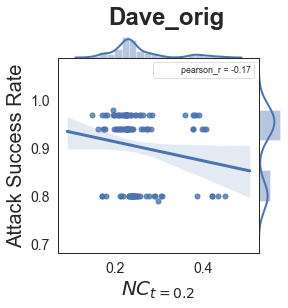 Dave_orig
pearson_r = -0.17
Attack Success Rate
1.0
0.9
0.8
0.7
0.2
0.4
NC_{t=0.2}